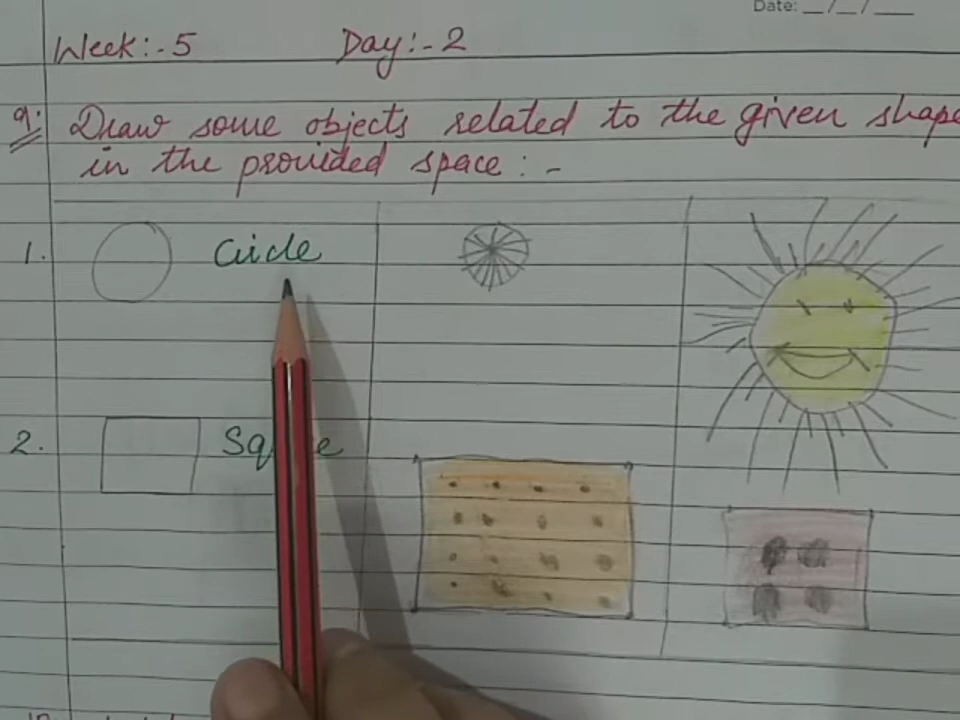 Date: __/__/___
Week:-5 Day:-2
Q. Draw some objects related to the given shape
in the provided space :-
1. Circle
2.